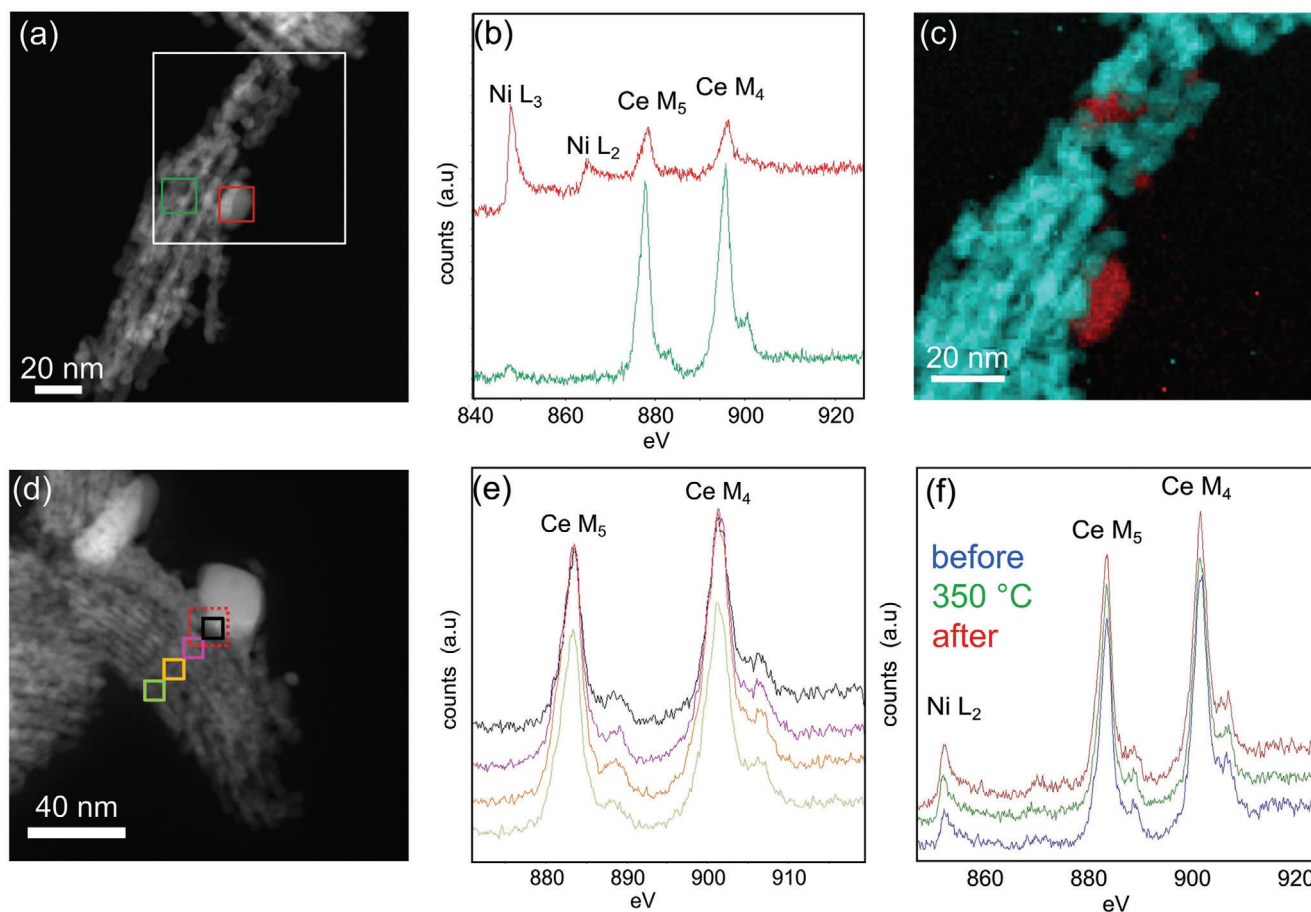 (a)
20 nm
(b)
Ni L3
Ni L2
Ce M5
Ce M4
counts (a.u)
840 860 880 900 920
eV
(c)
20 nm
(d)
40 nm
(e)
Ce M5
Ce M4
counts (a.u)
880 890 900 910
eV
(f)
before
350 °C
after
Ni L2
Ce M5
Ce M4
counts (a.u)
860 880 900 920
eV